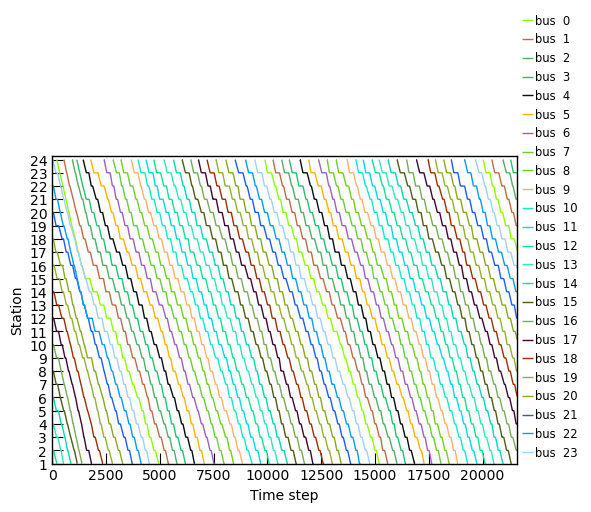 bus 0
bus 1
bus 2
bus 3
bus 4
bus 5
bus 6
bus 7
bus 8
bus 9
bus 10
bus 11
bus 12
bus 13
bus 14
bus 15
bus 16
bus 17
bus 18
bus 19
bus 20
bus 21
bus 22
bus 23
24
23
22
21
20
19
18
17
16
15
14
13
12
11
10
9
8
7
6
5
4
3
2
1
Station
0 2500 5000 7500 10000 12500 15000 17500 20000
Time step